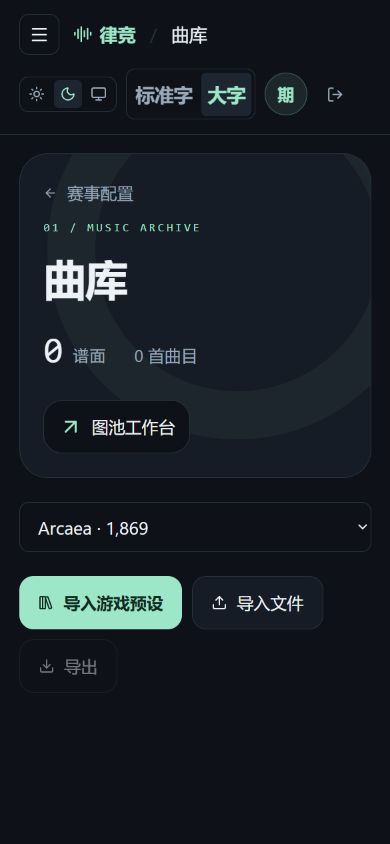 律竞 / 曲库
标准字 大字 期
赛事配置
01 / MUSIC ARCHIVE
曲库
0 谱面 0 首曲目
图池工作台
Arcaea · 1,869
导入游戏预设 导入文件
导出